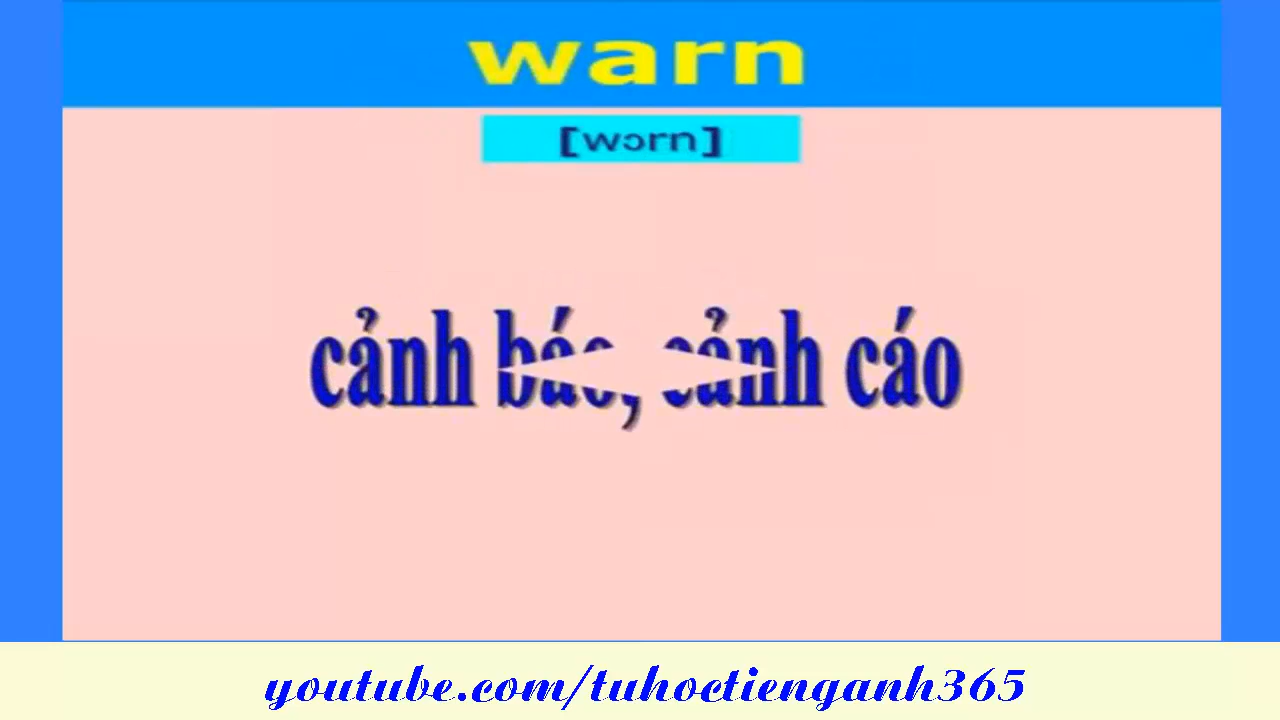 warn
[wɔrn]
cảnh báo, cảnh cáo
youtube.com/tuhoctienganh365